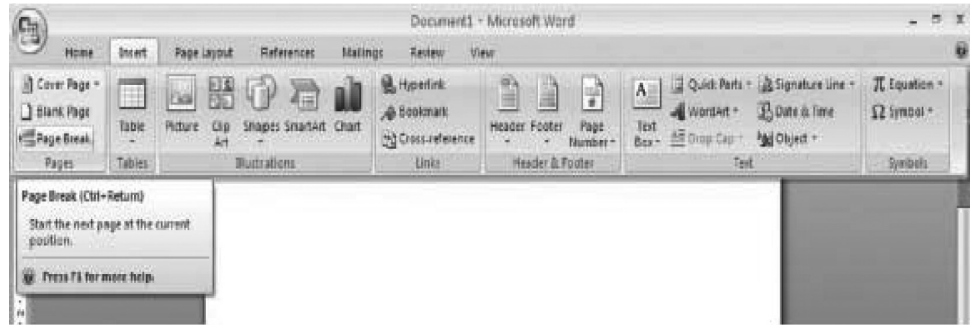 Document1 - Microsoft Word
Home Insert Page Layout References Mailings Review View
Cover Page
Blank Page
Page Break
Pages
Table
Tables
Picture Clip Art Shapes SmartArt Chart
Illustrations
Hyperlink
Bookmark
Cross-reference
Links
Header Footer Page Number
Header & Footer
Text Box
Quick Parts
WordArt
Drop Cap
Signature Line
Date & Time
Object
Text
Equation
Symbol
Symbols
Page Break (Ctrl+Return)
Start the next page at the current
position.
Press F1 for more help.